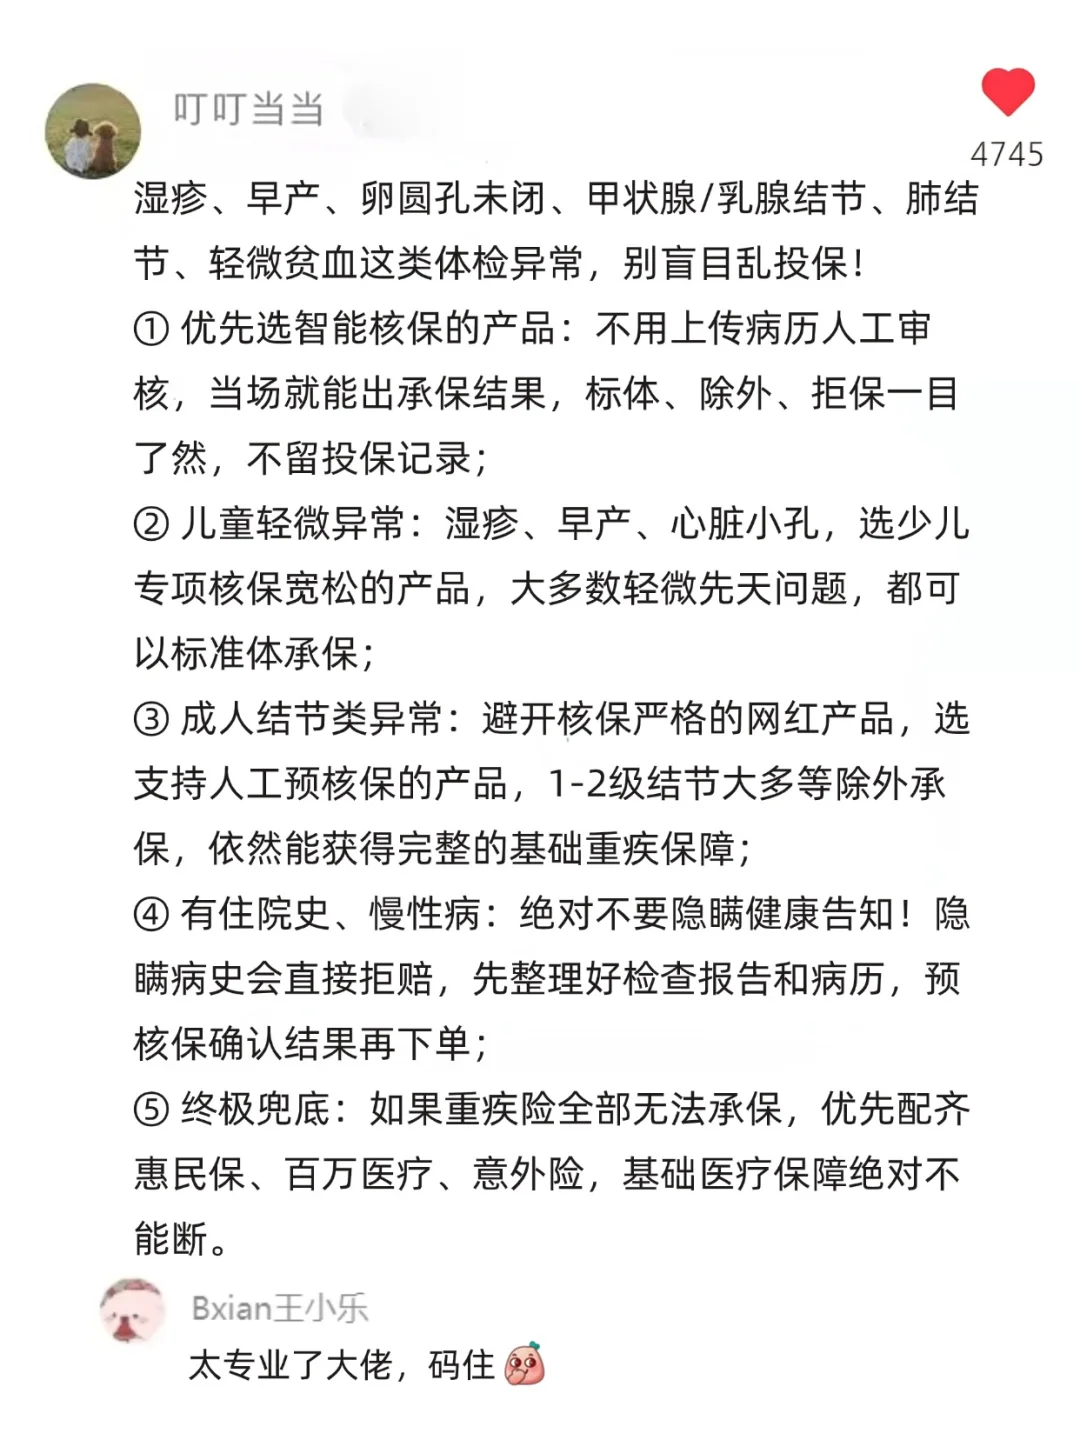 叮叮当当
4745
湿疹、早产、卵圆孔未闭、甲状腺/乳腺结节、肺结
节、轻微贫血这类体检异常，别盲目乱投保！
① 优先选智能核保的产品：不用上传病历人工审
核，当场就能出承保结果，标体、除外、拒保一目
了然，不留投保记录；
② 儿童轻微异常：湿疹、早产、心脏小孔，选少儿
专项核保宽松的产品，大多数轻微先天问题，都可
以标准体承保；
③ 成人结节类异常：避开核保严格的网红产品，选
支持人工预核保的产品，1-2级结节大多等除外承
保，依然能获得完整的基础重疾保障；
④ 有住院史、慢性病：绝对不要隐瞒健康告知！隐
瞒病史会直接拒赔，先整理好检查报告和病历，预
核保确认结果再下单；
⑤ 终极兜底：如果重疾险全部无法承保，优先配齐
惠民保、百万医疗、意外险，基础医疗保障绝对不
能断。
Bxian王小乐
太专业了大佬，码住